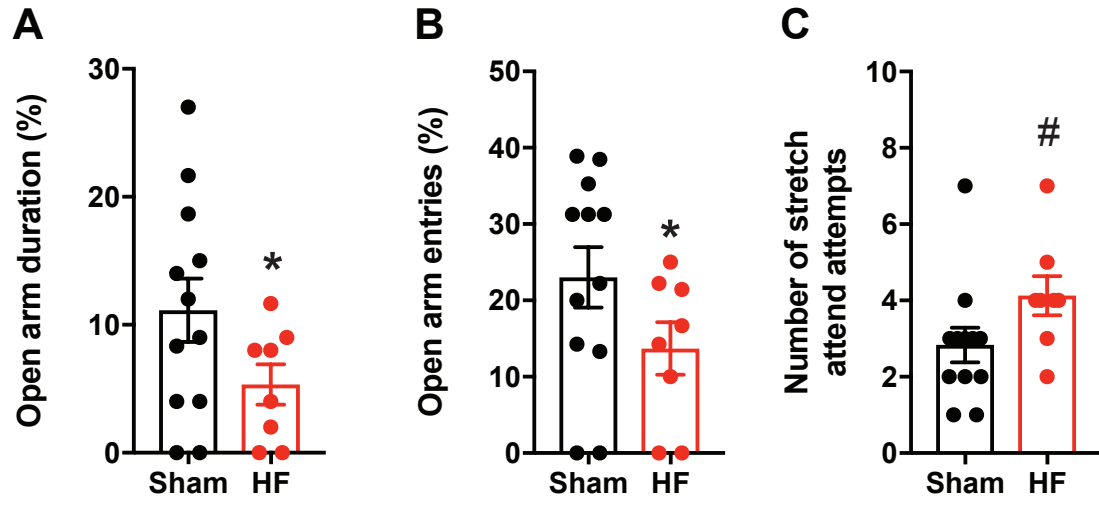 A
Open arm duration (%)
30
20
10
0
*
Sham HF
B
Open arm entries (%)
50
40
30
20
10
0
*
Sham HF
C
Number of stretch
attend attempts
10
8
6
4
2
0
#
Sham HF